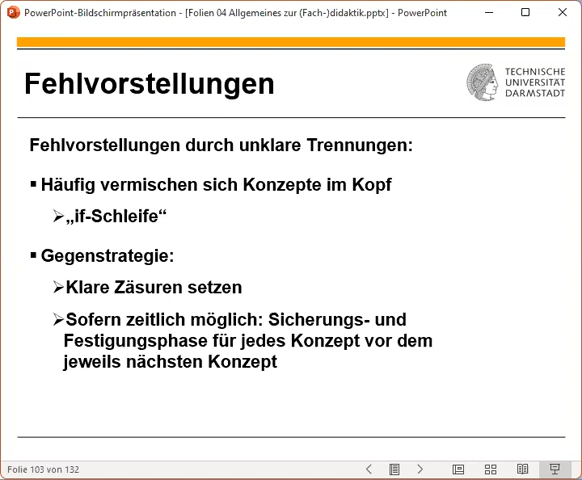 PowerPoint-Bildschirmpräsentation - [Folien 04 Allgemeines zur (Fach-)didaktik.pptx] - PowerPoint
Fehlvorstellungen
TECHNISCHE
UNIVERSITÄT
DARMSTADT
Fehlvorstellungen durch unklare Trennungen:
▪ Häufig vermischen sich Konzepte im Kopf
➢ „if-Schleife“
▪ Gegenstrategie:
➢ Klare Zäsuren setzen
➢ Sofern zeitlich möglich: Sicherungs- und
Festigungsphase für jedes Konzept vor dem
jeweils nächsten Konzept
Folie 103 von 132